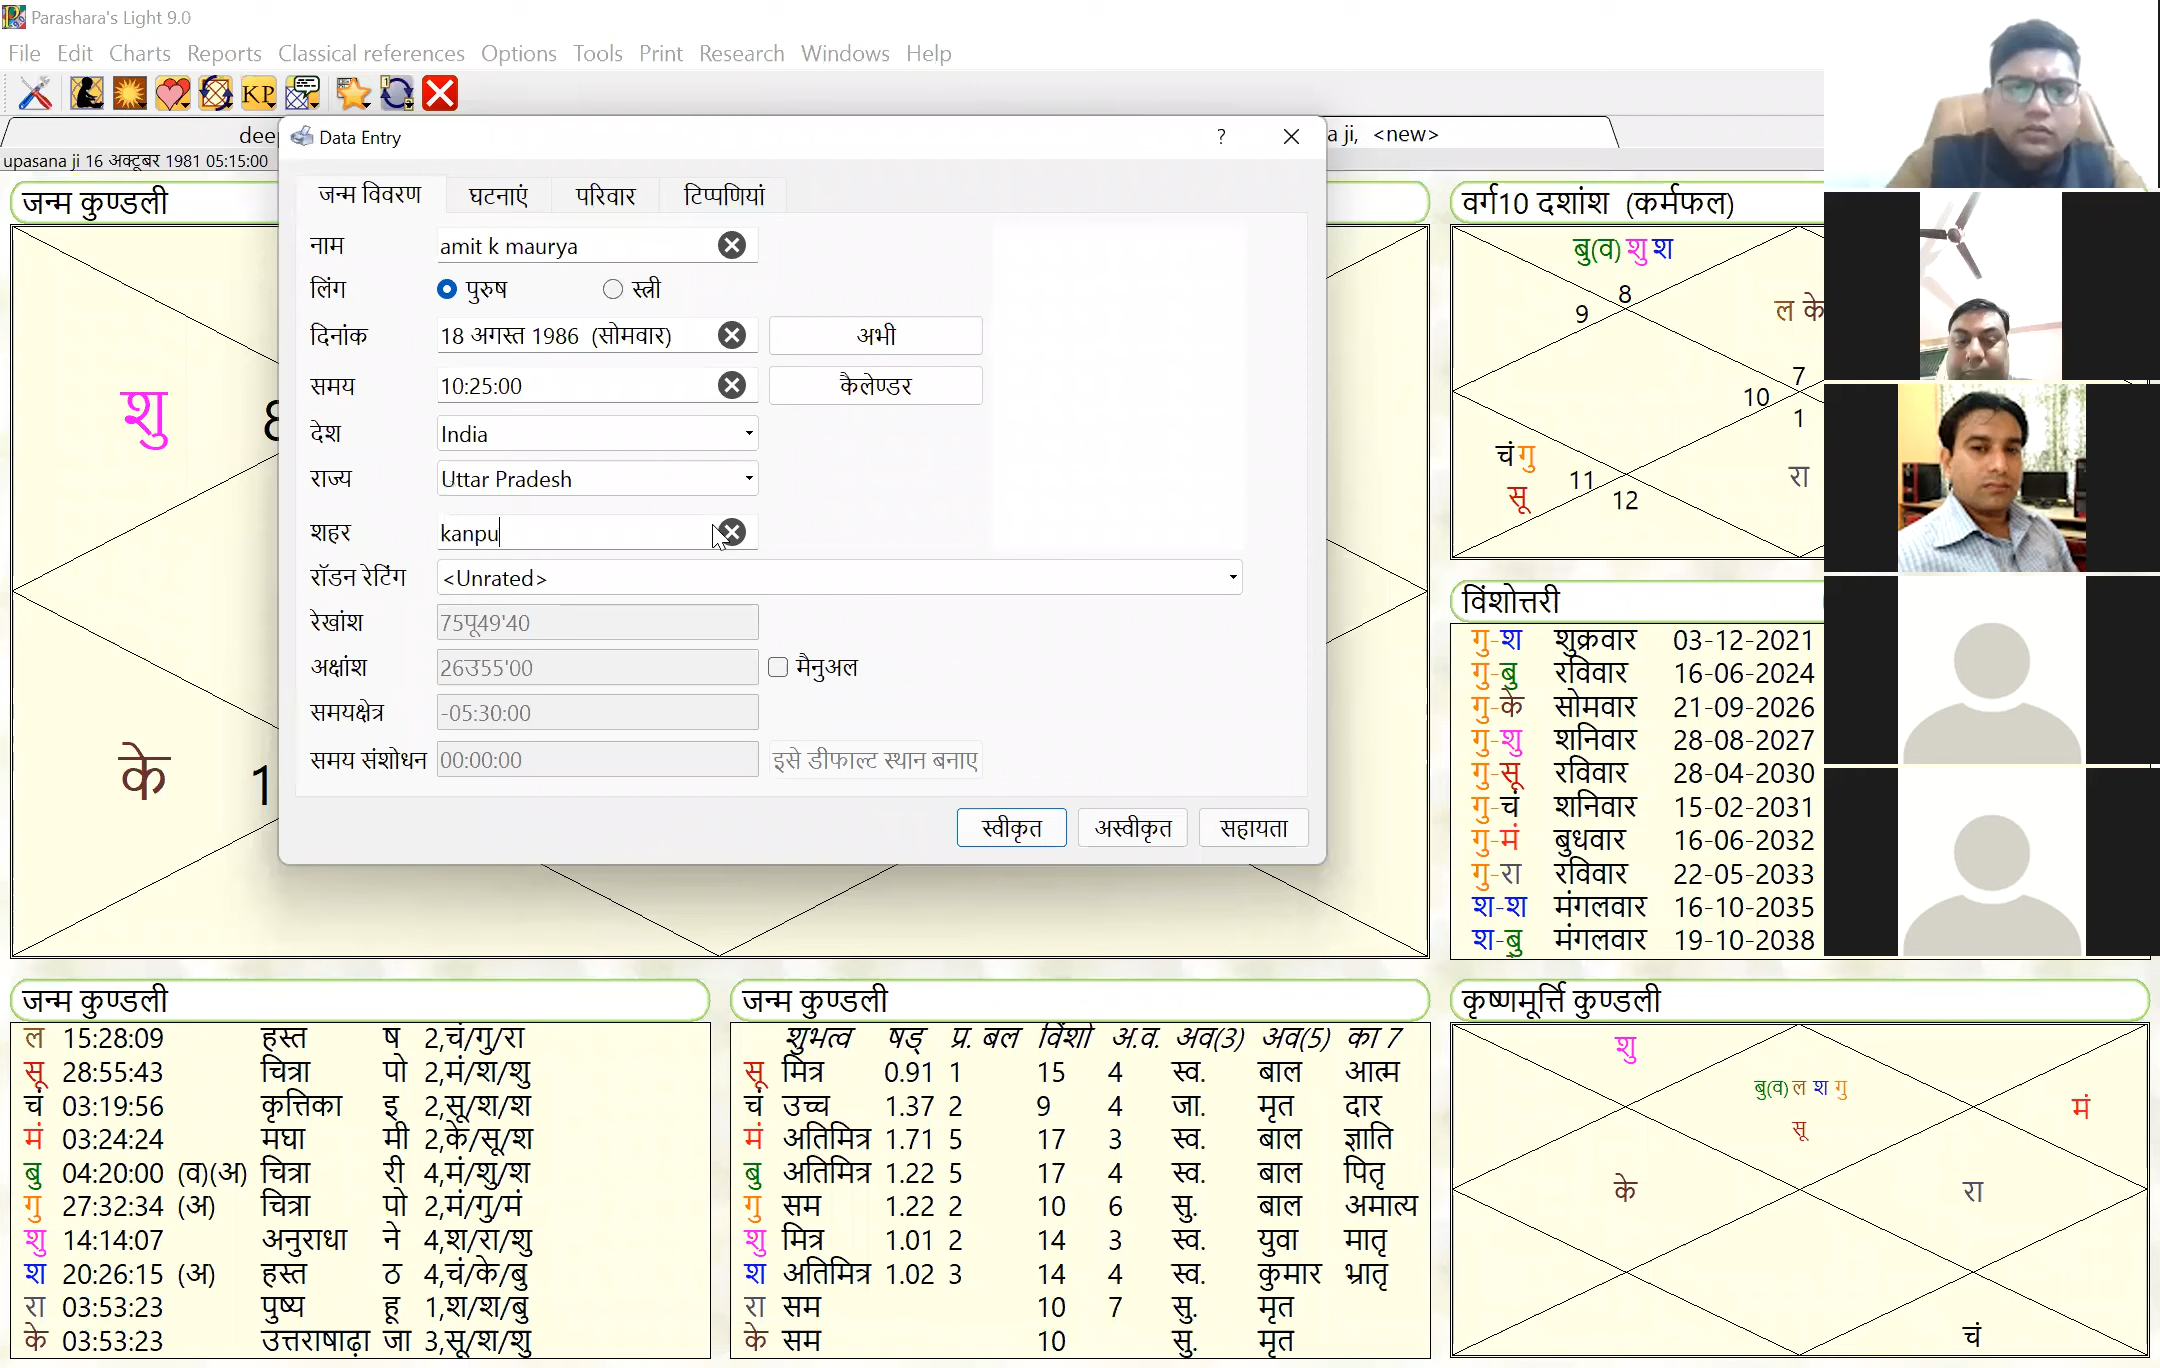 Parashara's Light 9.0
File Edit Charts Reports Classical references Options Tools Print Research Windows Help
KP
a ji, <new>
upasana ji 16 अक्टूबर 1981 05:15:00
Data Entry
?
जन्म विवरण घटनाएं परिवार टिप्पणियां
नाम amit k maurya
लिंग पुरुष स्त्री
दिनांक 18 अगस्त 1986 (सोमवार) अभी
समय 10:25:00 कैलेण्डर
देश India
राज्य Uttar Pradesh
शहर kanpu
रॉडन रेटिंग <Unrated>
रेखांश 75पू49'40
अक्षांश 26उ55'00 मैनुअल
समयक्षेत्र -05:30:00
समय संशोधन 00:00:00 इसे डीफाल्ट स्थान बनाए
स्वीकृत अस्वीकृत सहायता
जन्म कुण्डली
शु
के 1
वर्ग10 दशांश (कर्मफल)
बु(व) शु श
8
9
ल के
7
10
1
चं गु
सू
11
12
रा
विंशोत्तरी
गु-श शुक्रवार 03-12-2021
गु-बु रविवार 16-06-2024
गु-के सोमवार 21-09-2026
गु-शु शनिवार 28-08-2027
गु-सू रविवार 28-04-2030
गु-चं शनिवार 15-02-2031
गु-मं बुधवार 16-06-2032
गु-रा रविवार 22-05-2033
श-श मंगलवार 16-10-2035
श-बु मंगलवार 19-10-2038
जन्म कुण्डली
ल 15:28:09 हस्त ष 2,चं/गु/रा
सू 28:55:43 चित्रा पो 2,मं/श/शु
चं 03:19:56 कृत्तिका इ 2,सू/श/श
मं 03:24:24 मघा मी 2,के/सू/श
बु 04:20:00 (व)(अ) चित्रा री 4,मं/शु/श
गु 27:32:34 (अ) चित्रा पो 2,मं/गु/मं
शु 14:14:07 अनुराधा ने 4,श/रा/शु
श 20:26:15 (अ) हस्त ठ 4,चं/के/बु
रा 03:53:23 पुष्य हू 1,श/श/बु
के 03:53:23 उत्तराषाढ़ा जा 3,सू/श/शु
जन्म कुण्डली
शुभत्व षड् प्र. बल विंशो अ.व. अव(3) अव(5) का 7
सू मित्र 0.91 1 15 4 स्व. बाल आत्म
चं उच्च 1.37 2 9 4 जा. मृत दार
मं अतिमित्र 1.71 5 17 3 स्व. बाल ज्ञाति
बु अतिमित्र 1.22 5 17 4 स्व. बाल पितृ
गु सम 1.22 2 10 6 सु. बाल अमात्य
शु मित्र 1.01 2 14 3 स्व. युवा मातृ
श अतिमित्र 1.02 3 14 4 स्व. कुमार भ्रातृ
रा सम 10 7 सु. मृत
के सम 10 सु. मृत
कृष्णमूर्त्ति कुण्डली
शु
बु(व) ल श गु
सू
मं
के
रा
चं